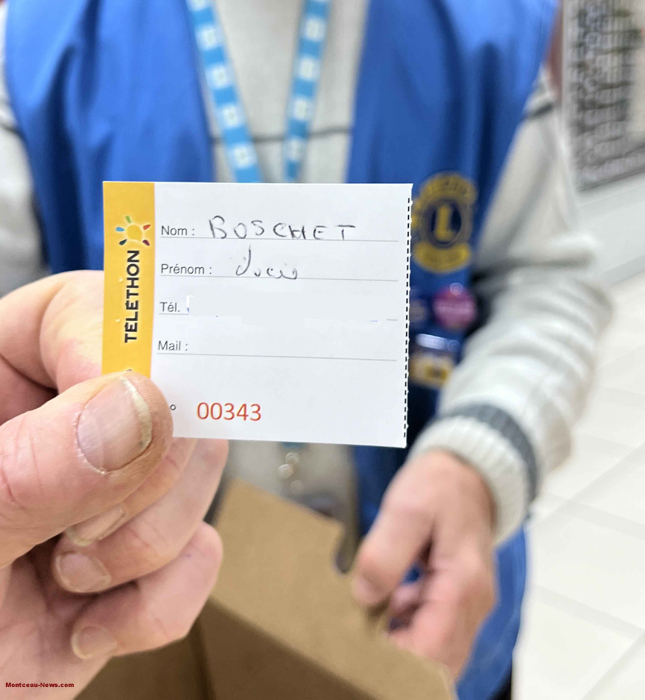 TÉLÉTHON
Nom : BOSCHET
Prénom :
Tél.
Mail :
° 00343
L
Montceau-News.com